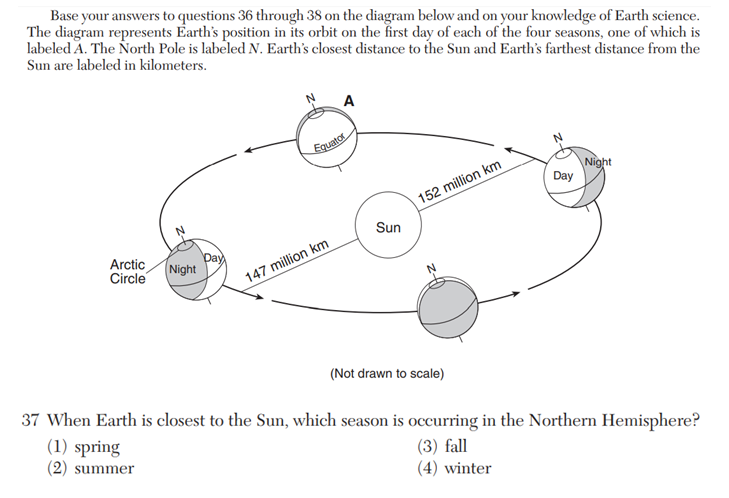 Base your answers to questions 36 through 38 on the diagram below and on your knowledge of Earth science.
The diagram represents Earth's position in its orbit on the first day of each of the four seasons, one of which is
labeled A. The North Pole is labeled N. Earth's closest distance to the Sun and Earth's farthest distance from the
Sun are labeled in kilometers.
N
A
Equator
N
Night
Day
152 million km
Sun
N
Arctic
Circle
Night
Day
147 million km
N
(Not drawn to scale)
37 When Earth is closest to the Sun, which season is occurring in the Northern Hemisphere?
(1) spring
(2) summer
(3) fall
(4) winter